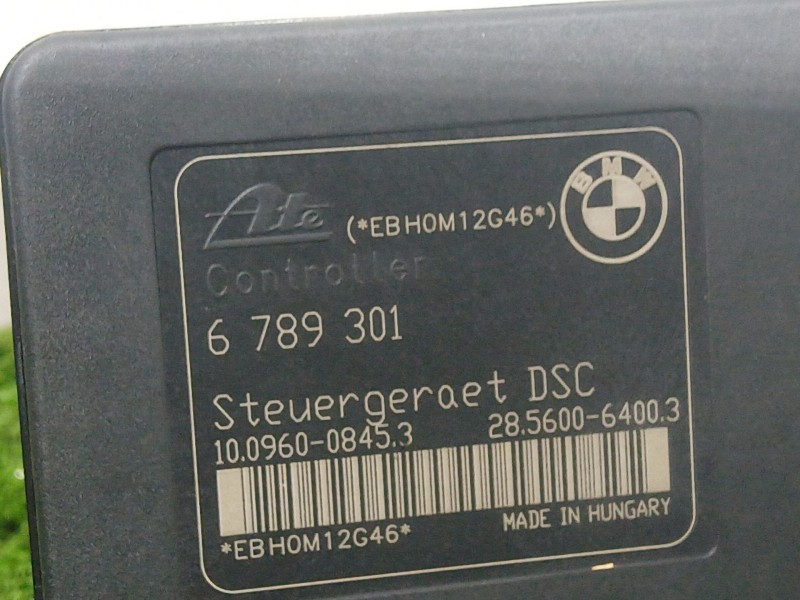 Ate (*EBH0M12G46*) BMW
Controller
6 789 301
Steuergeraet DSC
10.0960-0845.3 28.5600-6400.3
*EBH0M12G46* MADE IN HUNGARY